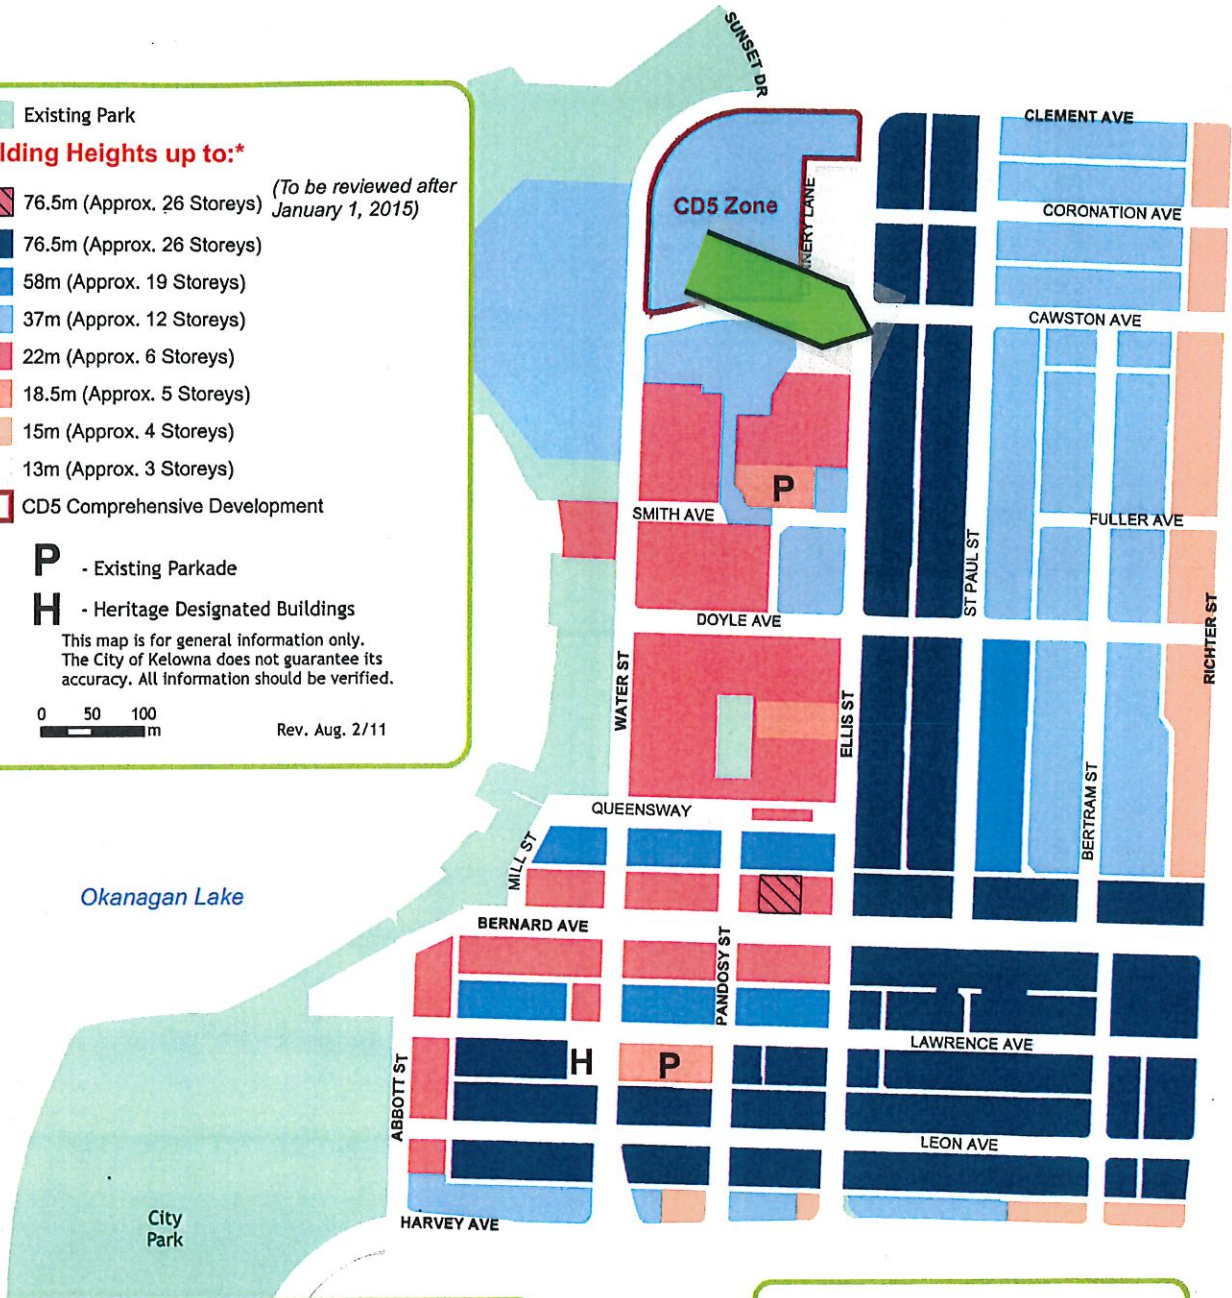 SUNSET DR
Existing Park
lding Heights up to:*
76.5m (Approx. 26 Storeys)
(To be reviewed after
January 1, 2015)
76.5m (Approx. 26 Storeys)
58m (Approx. 19 Storeys)
37m (Approx. 12 Storeys)
22m (Approx. 6 Storeys)
18.5m (Approx. 5 Storeys)
15m (Approx. 4 Storeys)
13m (Approx. 3 Storeys)
CD5 Comprehensive Development
P - Existing Parkade
H - Heritage Designated Buildings
This map is for general information only.
The City of Kelowna does not guarantee its
accuracy. All information should be verified.
0 50 100
m
Rev. Aug. 2/11
CLEMENT AVE
CD5 Zone
NNERY LANE
CORONATION AVE
CAWSTON AVE
P
SMITH AVE
FULLER AVE
ST PAUL ST
DOYLE AVE
RICHTER ST
WATER ST
ELLIS ST
QUEENSWAY
BERTRAM ST
MILL ST
Okanagan Lake
BERNARD AVE
PANDOSY ST
LAWRENCE AVE
H
P
ABBOTT ST
LEON AVE
City
Park
HARVEY AVE